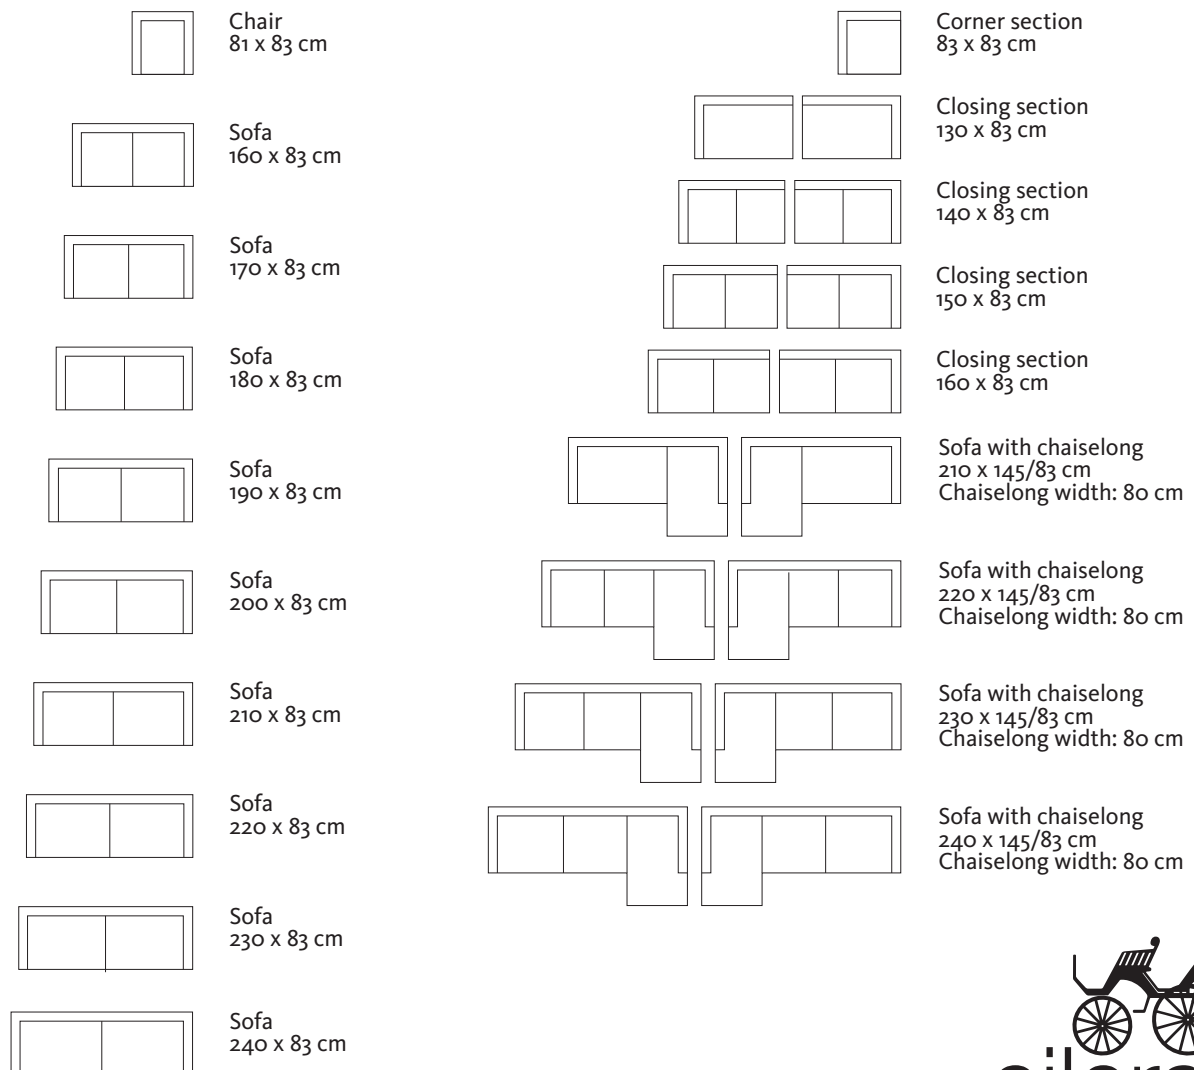 Chair
81 x 83 cm
Sofa
160 x 83 cm
Sofa
170 x 83 cm
Sofa
180 x 83 cm
Sofa
190 x 83 cm
Sofa
200 x 83 cm
Sofa
210 x 83 cm
Sofa
220 x 83 cm
Sofa
230 x 83 cm
Sofa
240 x 83 cm
Corner section
83 x 83 cm
Closing section
130 x 83 cm
Closing section
140 x 83 cm
Closing section
150 x 83 cm
Closing section
160 x 83 cm
Sofa with chaiselong
210 x 145/83 cm
Chaiselong width: 80 cm
Sofa with chaiselong
220 x 145/83 cm
Chaiselong width: 80 cm
Sofa with chaiselong
230 x 145/83 cm
Chaiselong width: 80 cm
Sofa with chaiselong
240 x 145/83 cm
Chaiselong width: 80 cm